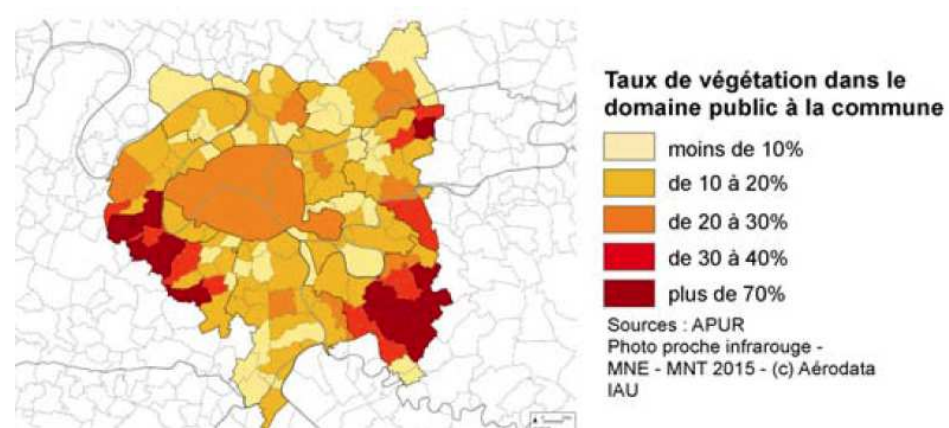 Taux de végétation dans le
domaine public à la commune
moins de 10%
de 10 à 20%
de 20 à 30%
de 30 à 40%
plus de 70%
Sources : APUR
Photo proche infrarouge -
MNE - MNT 2015 - (c) Aérodata
IAU